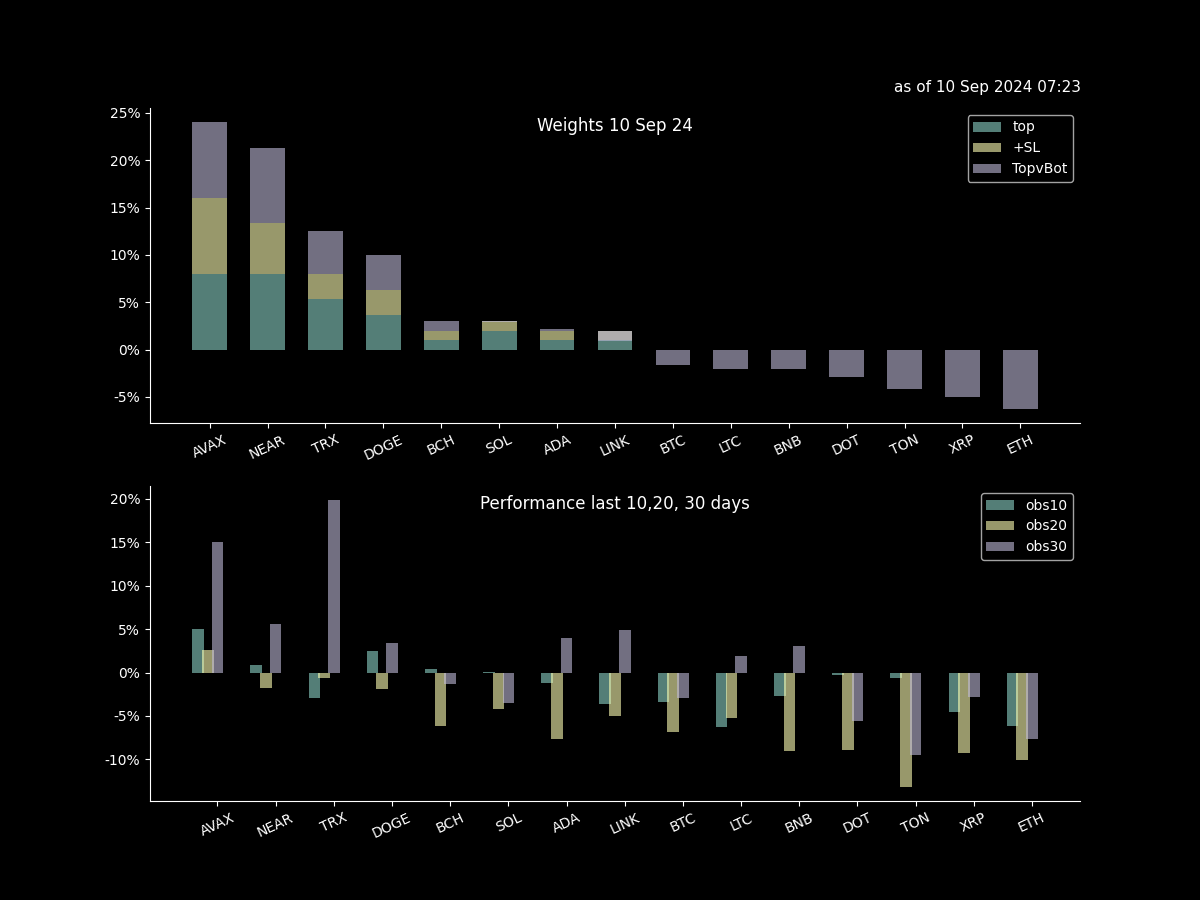 as of 10 Sep 2024 07:23
Weights 10 Sep 24
top
+SL
TopvBot
25%
20%
15%
10%
5%
0%
-5%
AVAX NEAR TRX DOGE BCH SOL ADA LINK BTC LTC BNB DOT TON XRP ETH
Performance last 10,20, 30 days
obs10
obs20
obs30
20%
15%
10%
5%
0%
-5%
-10%
AVAX NEAR TRX DOGE BCH SOL ADA LINK BTC LTC BNB DOT TON XRP ETH